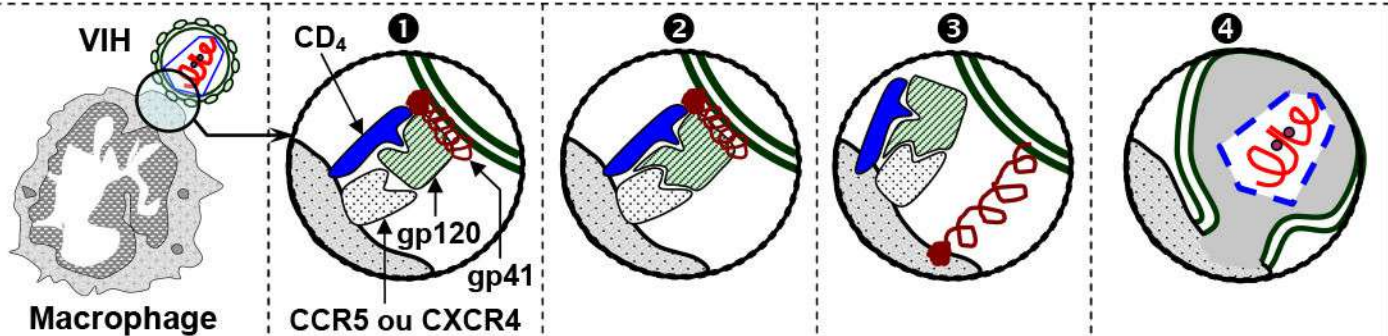 VIH
Macrophage
❶
CD₄
gp120
gp41
CCR5 ou CXCR4
❷
❸
❹